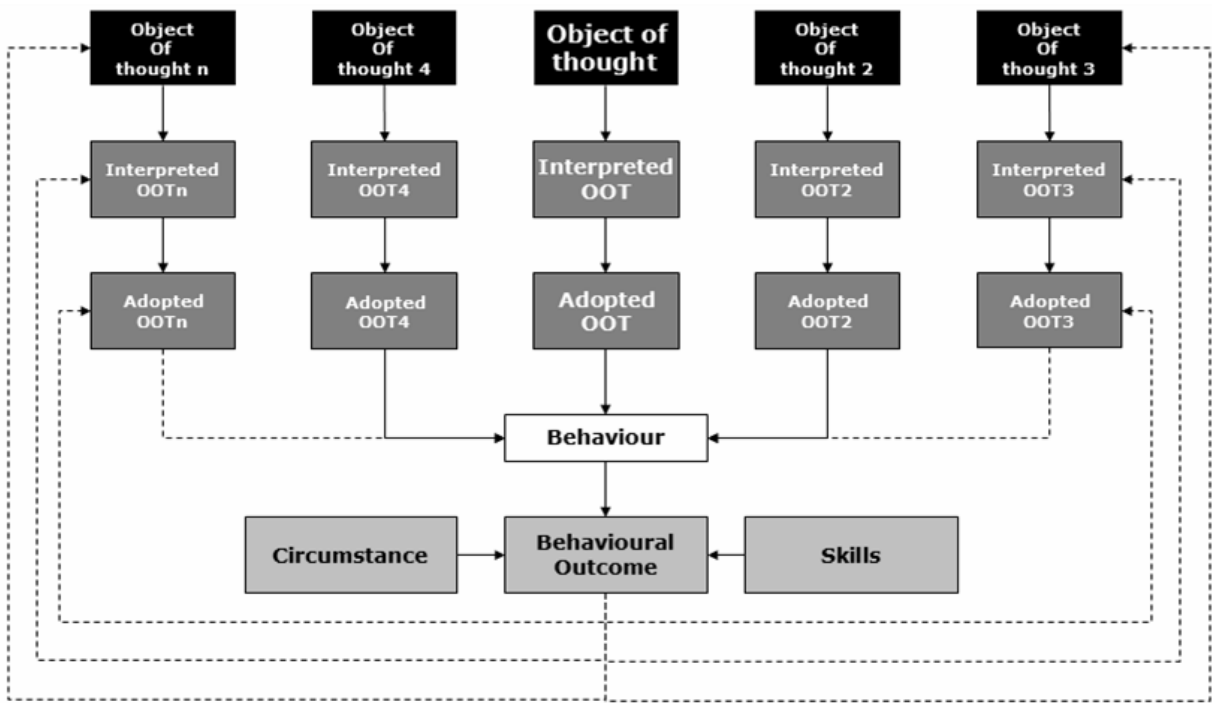 Object
Of
thought n
Object
Of
thought 4
Object of
thought
Object
Of
thought 2
Object
Of
thought 3
Interpreted
OOTn
Interpreted
OOT4
Interpreted
OOT
Interpreted
OOT2
Interpreted
OOT3
Adopted
OOTn
Adopted
OOT4
Adopted
OOT
Adopted
OOT2
Adopted
OOT3
Behaviour
Circumstance
Behavioural
Outcome
Skills